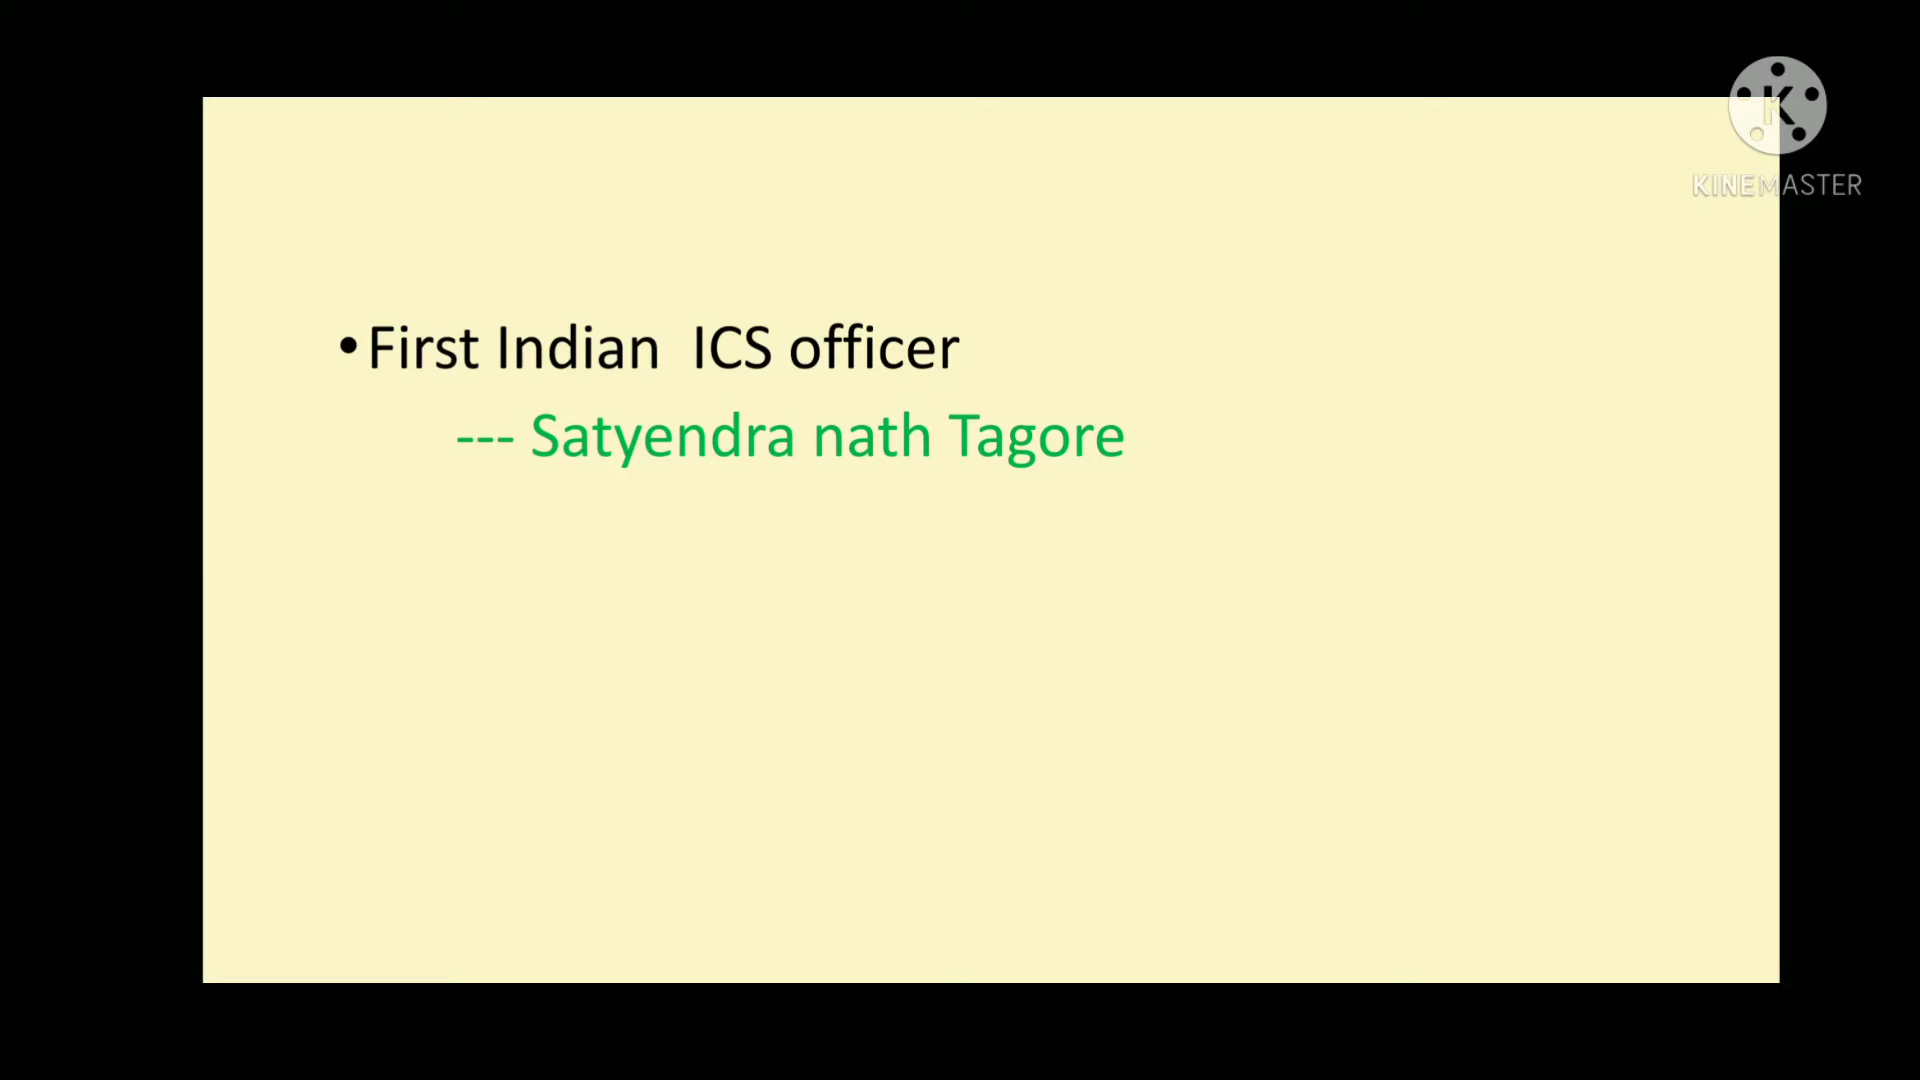 K
KINEMASTER
•First Indian  ICS officer
--- Satyendra nath Tagore